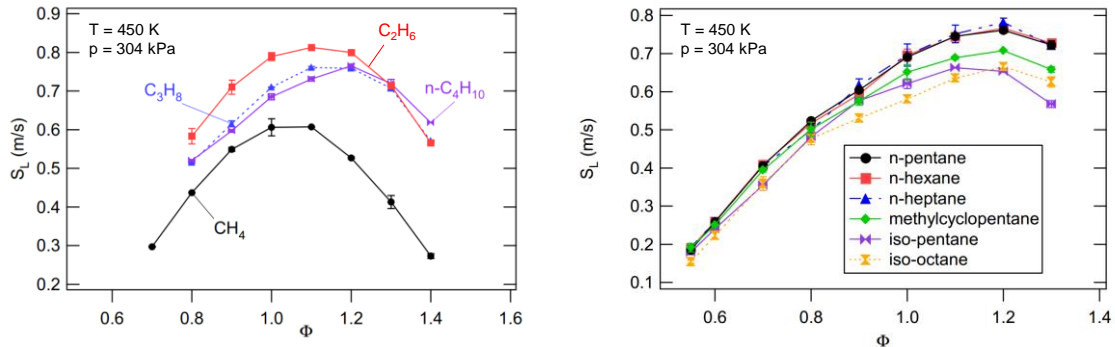 T = 450 K
p = 304 kPa
C₂H₆
C₃H₈
n-C₄H₁₀
CH₄
S_L (m/s)
0.9
0.8
0.7
0.6
0.5
0.4
0.3
0.2
0.6 0.8 1.0 1.2 1.4 1.6
Φ
T = 450 K
p = 304 kPa
S_L (m/s)
0.8
0.7
0.6
0.5
0.4
0.3
0.2
0.1
n-pentane
n-hexane
n-heptane
methylcyclopentane
iso-pentane
iso-octane
0.6 0.8 1.0 1.2 1.4
Φ